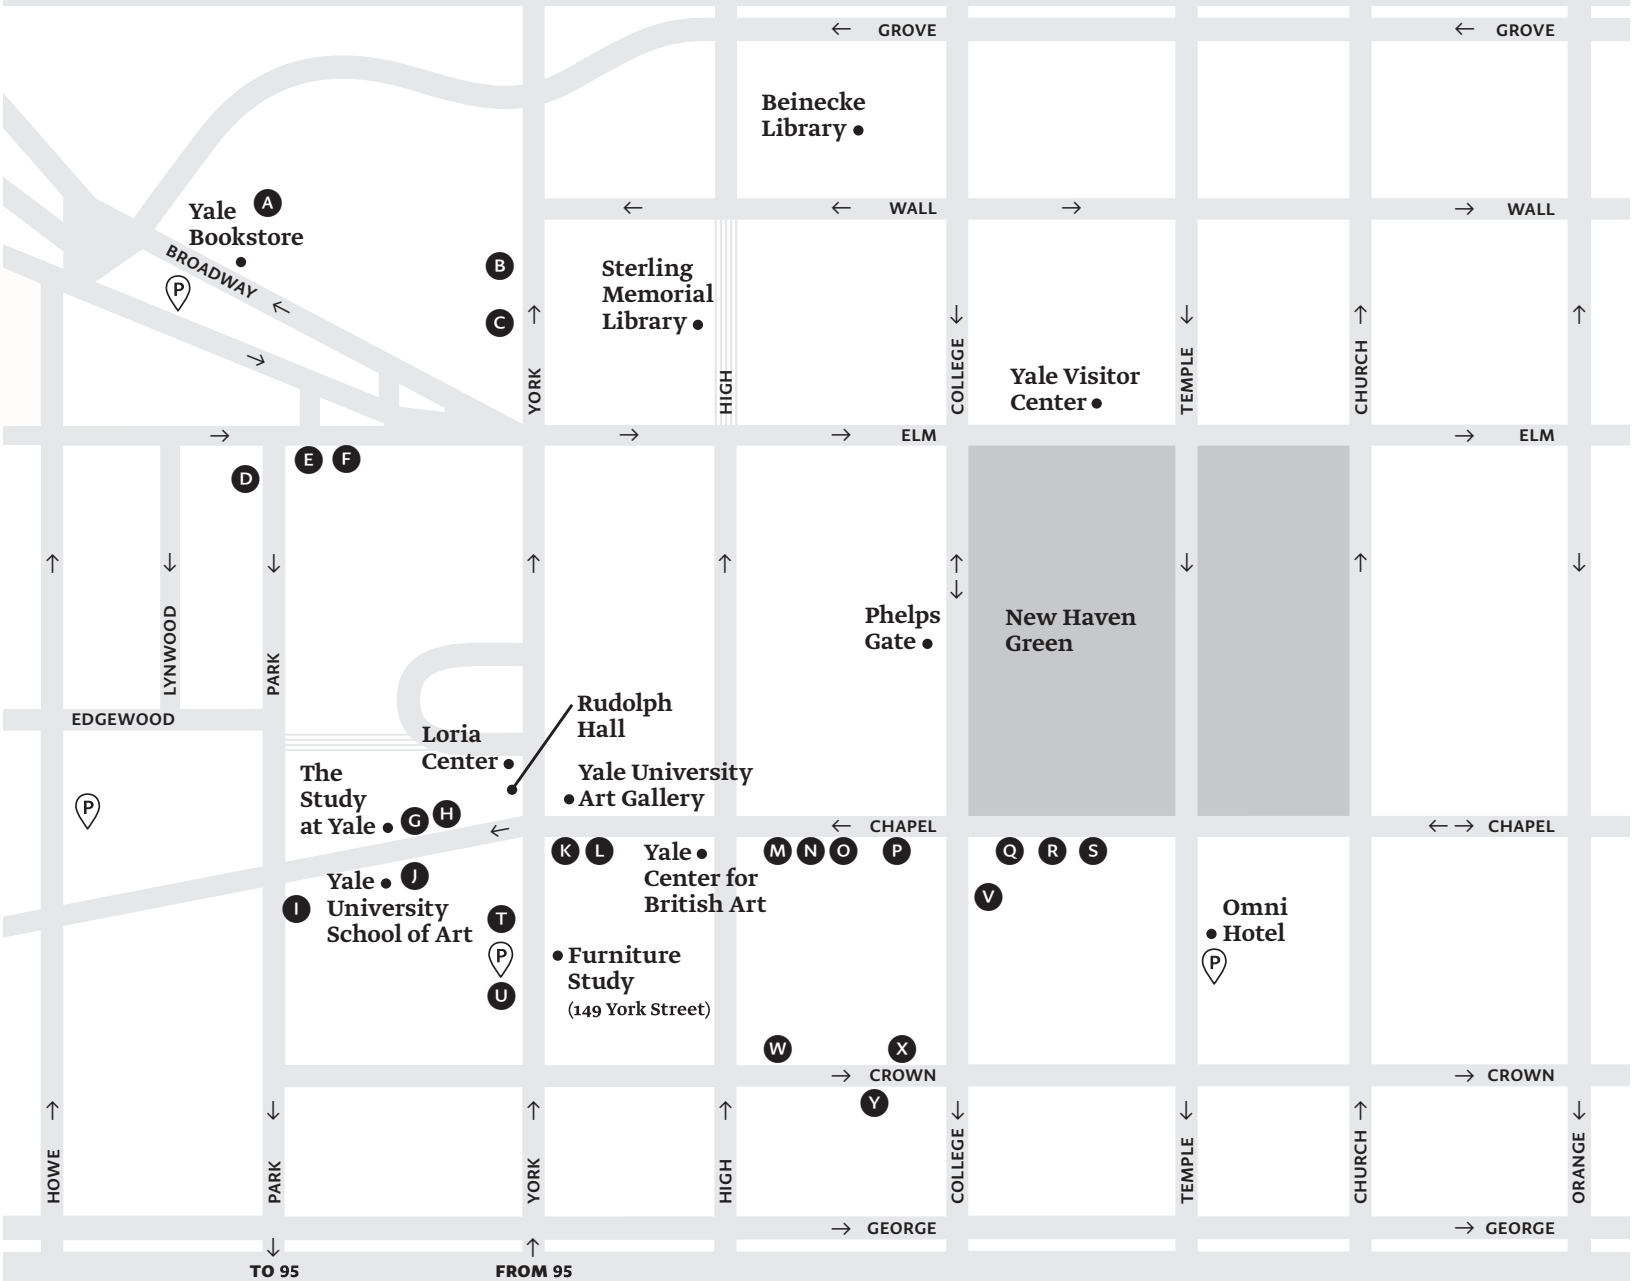 ← GROVE
← GROVE
Beinecke
Library
A
Yale
Bookstore
← ← WALL
→
→ WALL
BROADWAY
←
P
→
B
C
Sterling
Memorial
Library
↑
YORK
HIGH
↓
COLLEGE
Yale Visitor
Center
↓
TEMPLE
↑
CHURCH
↑
→
→
→ ELM
→ ELM
D
E
F
↑
↓
LYNWOOD
↓
PARK
↑
↑
↑
↓
↓
↑
↓
Phelps
Gate
New Haven
Green
EDGEWOOD
Rudolph
Hall
Loria
Center
The
Study
at Yale
G
H
Yale University
Art Gallery
P
←
← CHAPEL
← → CHAPEL
K
L
Yale
Center for
British Art
M
N
O
P
Q
R
S
V
Yale
University
School of Art
J
I
T
P
U
Furniture
Study
(149 York Street)
Omni
Hotel
P
W
X
→ CROWN
→ CROWN
Y
↑
HOWE
↓
PARK
↑
YORK
↑
HIGH
↓
COLLEGE
↓
TEMPLE
↑
CHURCH
↓
ORANGE
→ GEORGE
→ GEORGE
↓
TO 95
↑
FROM 95